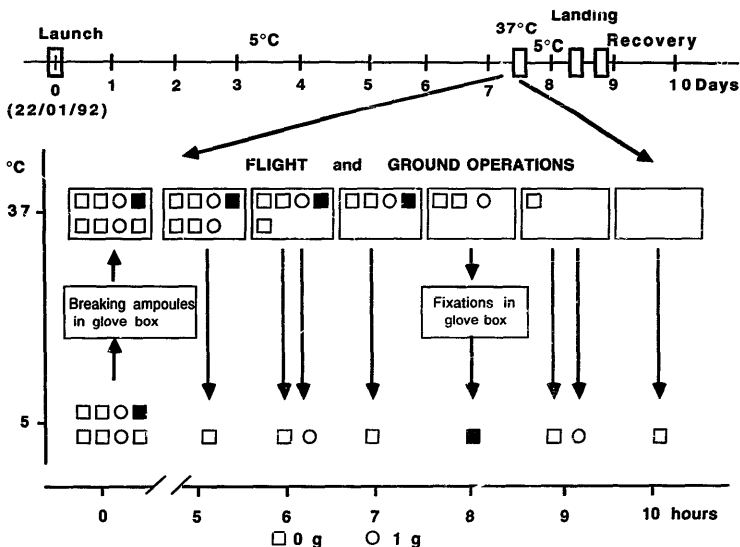 Launch
5°C
37°C
Landing
5°C
Recovery
0 1 2 3 4 5 6 7 8 9 10 Days
(22/01/92)
°C
FLIGHT and GROUND OPERATIONS
37
Breaking ampoules
in glove box
Fixations in
glove box
5
0 5 6 7 8 9 10 hours
0 g 1 g